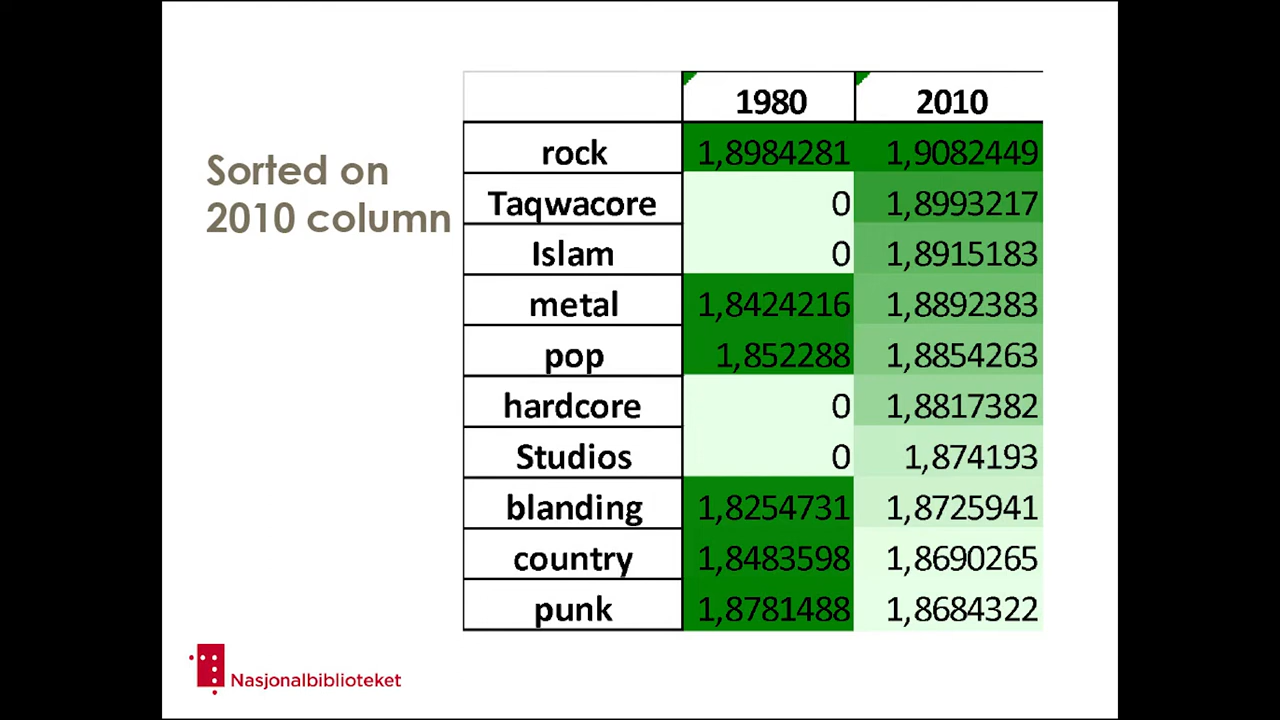 Sorted on
2010 column
1980 2010
rock 1,8984281 1,9082449
Taqwacore 0 1,8993217
Islam 0 1,8915183
metal 1,8424216 1,8892383
pop 1,852288 1,8854263
hardcore 0 1,8817382
Studios 0 1,874193
blanding 1,8254731 1,8725941
country 1,8483598 1,8690265
punk 1,8781488 1,8684322
Nasjonalbiblioteket